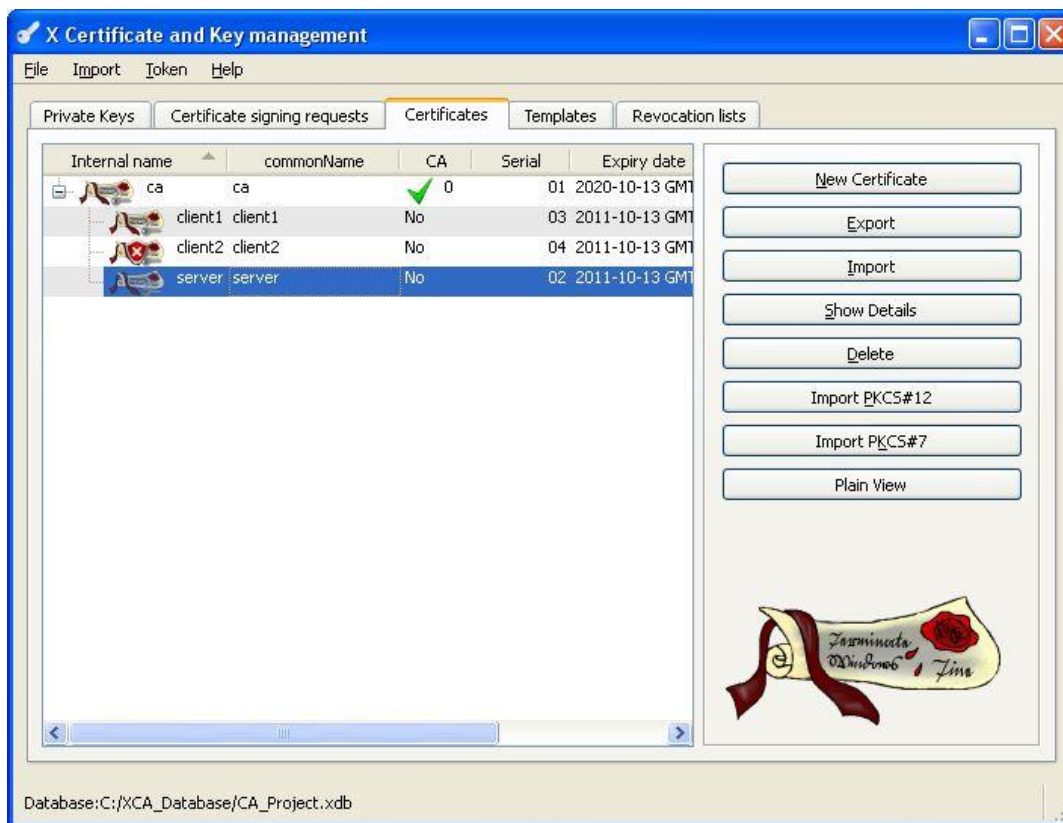 X Certificate and Key management
File Import Token Help
Private Keys Certificate signing requests Certificates Templates Revocation lists
Internal name commonName CA Serial Expiry date
ca ca 0 01 2020-10-13 GMT
client1 client1 No 03 2011-10-13 GMT
client2 client2 No 04 2011-10-13 GMT
server server No 02 2011-10-13 GMT
New Certificate
Export
Import
Show Details
Delete
Import PKCS#12
Import PKCS#7
Plain View
Terminate
Windows
Database:C:/XCA_Database/CA_Project.xdb